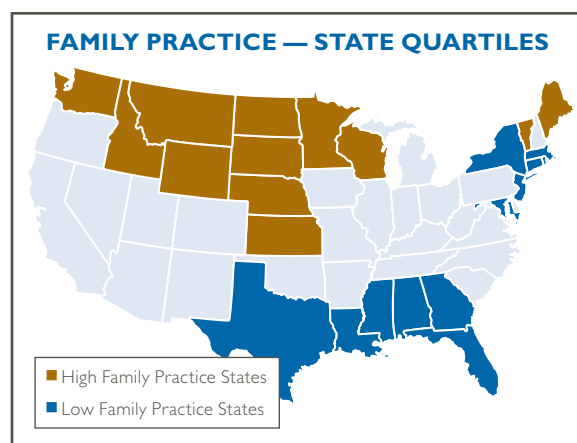 FAMILY PRACTICE — STATE QUARTILES
High Family Practice States
Low Family Practice States